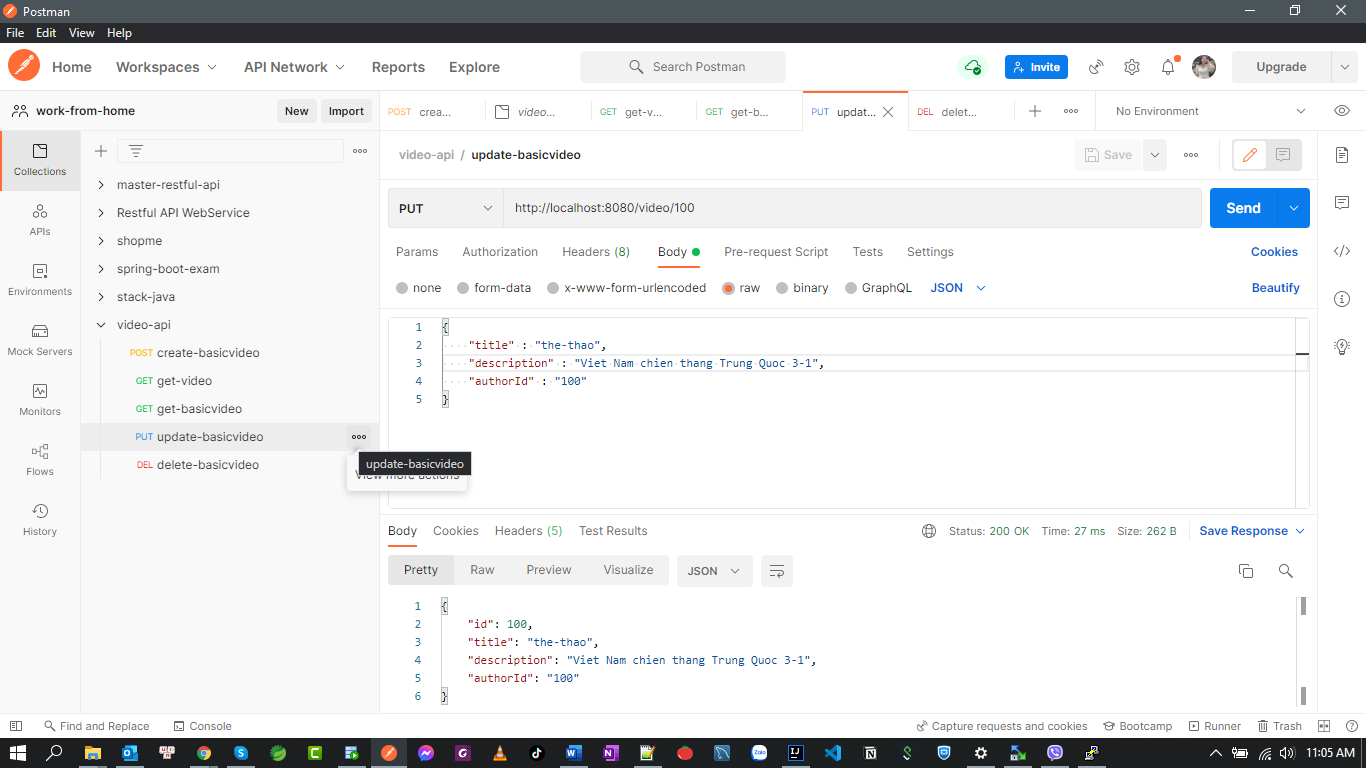 Postman
File Edit View Help
Home Workspaces API Network Reports Explore Search Postman Invite Upgrade
work-from-home New Import POST crea... video... GET get-v... GET get-b... PUT updat... DEL delet... No Environment
Collections
APIs
Environments
Mock Servers
Monitors
Flows
History
master-restful-api
Restful API WebService
shopme
spring-boot-exam
stack-java
video-api
POST create-basicvideo
GET get-video
GET get-basicvideo
PUT update-basicvideo
DEL delete-basicvideo
update-basicvideo
View more actions
video-api / update-basicvideo Save
PUT http://localhost:8080/video/100 Send
Params Authorization Headers (8) Body Pre-request Script Tests Settings Cookies
none form-data x-www-form-urlencoded raw binary GraphQL JSON Beautify
1 {
2 "title" : "the-thao",
3 "description" : "Viet Nam chien thang Trung Quoc 3-1",
4 "authorId" : "100"
5 }
Body Cookies Headers (5) Test Results Status: 200 OK Time: 27 ms Size: 262 B Save Response
Pretty Raw Preview Visualize JSON
1 {
2 "id": 100,
3 "title": "the-thao",
4 "description": "Viet Nam chien thang Trung Quoc 3-1",
5 "authorId": "100"
6 }
Find and Replace Console Capture requests and cookies Bootcamp Runner Trash
11:05 AM